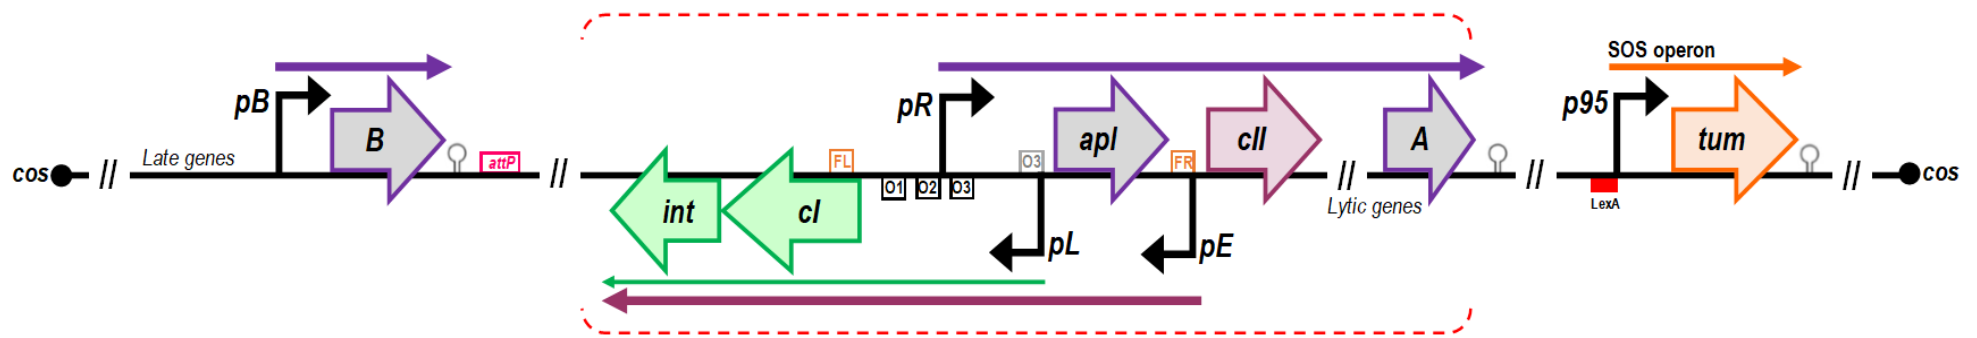 cos
Late genes
pB
B
attP
int
cI
FL
O1
O2
O3
pR
O3
pL
apl
FR
pE
cII
Lytic genes
A
SOS operon
p95
LexA
tum
cos